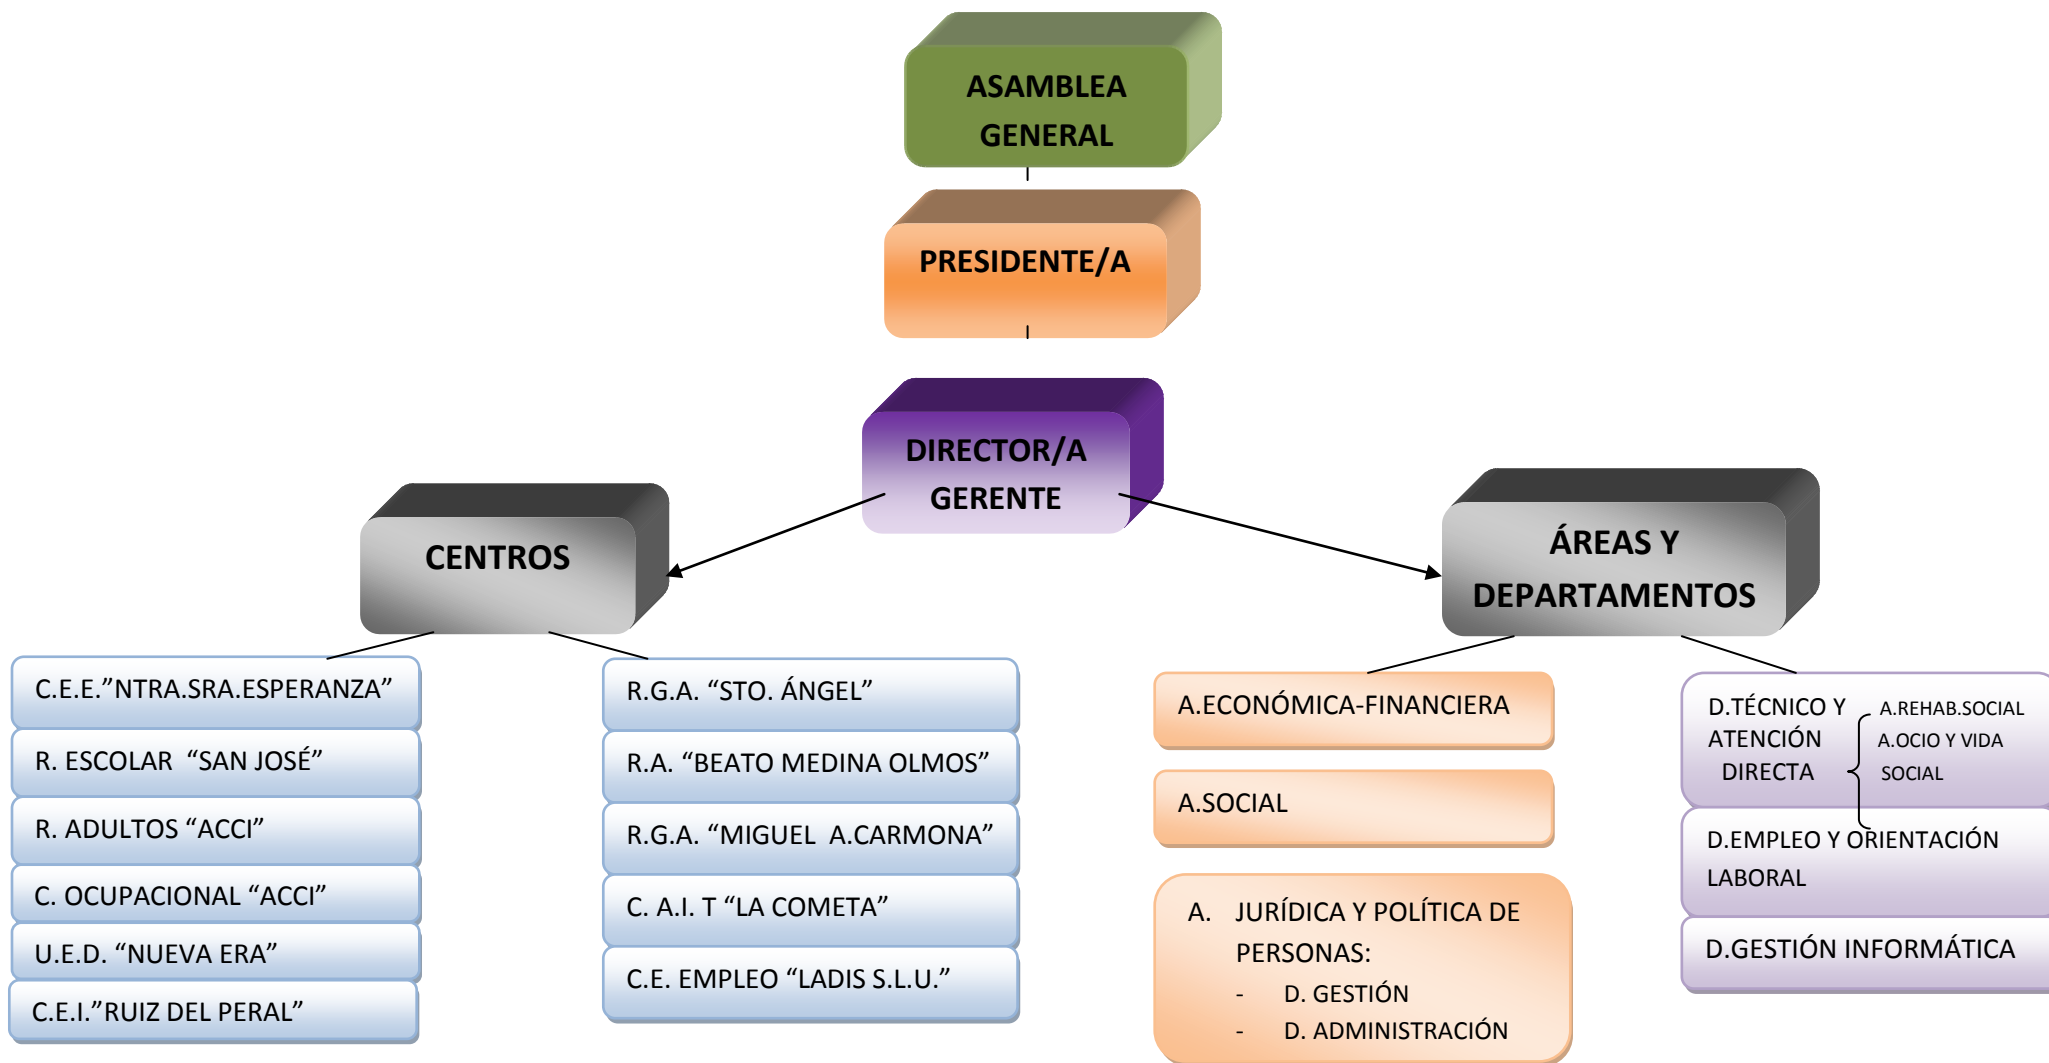 ASAMBLEA
GENERAL
PRESIDENTE/A
DIRECTOR/A
GERENTE
CENTROS
ÁREAS Y
DEPARTAMENTOS
C.E.E.”NTRA.SRA.ESPERANZA”
R. ESCOLAR “SAN JOSÉ”
R. ADULTOS “ACCI”
C. OCUPACIONAL “ACCI”
U.E.D. “NUEVA ERA”
C.E.I.”RUIZ DEL PERAL”
R.G.A. “STO. ÁNGEL”
R.A. “BEATO MEDINA OLMOS”
R.G.A. “MIGUEL A.CARMONA”
C. A.I. T “LA COMETA”
C.E. EMPLEO “LADIS S.L.U.”
A.ECONÓMICA-FINANCIERA
A.SOCIAL
A. JURÍDICA Y POLÍTICA DE
PERSONAS:
- D. GESTIÓN
- D. ADMINISTRACIÓN
D.TÉCNICO Y
ATENCIÓN
DIRECTA
A.REHAB.SOCIAL
A.OCIO Y VIDA
SOCIAL
D.EMPLEO Y ORIENTACIÓN
LABORAL
D.GESTIÓN INFORMÁTICA